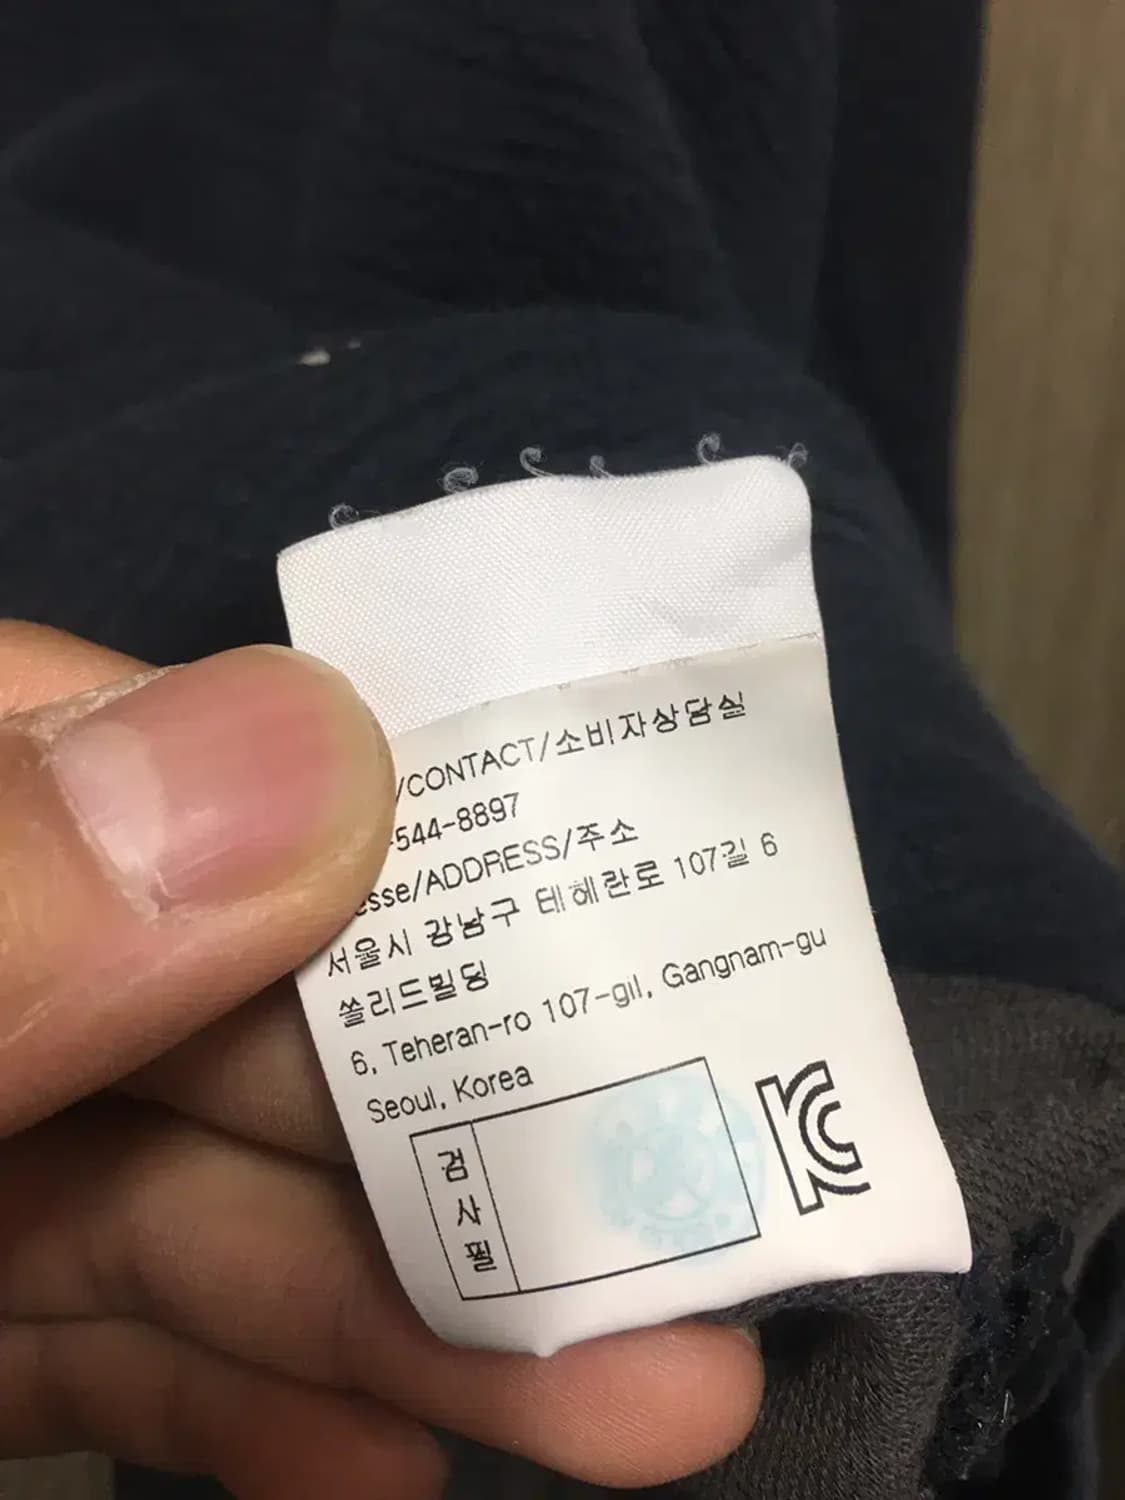 /CONTACT/소비자상담실
-544-8897
esse/ADDRESS/주소
서울시 강남구 테헤란로 107길 6
쏠리드빌딩
6, Teheran-ro 107-gil, Gangnam-gu
Seoul, Korea
검사필
KC